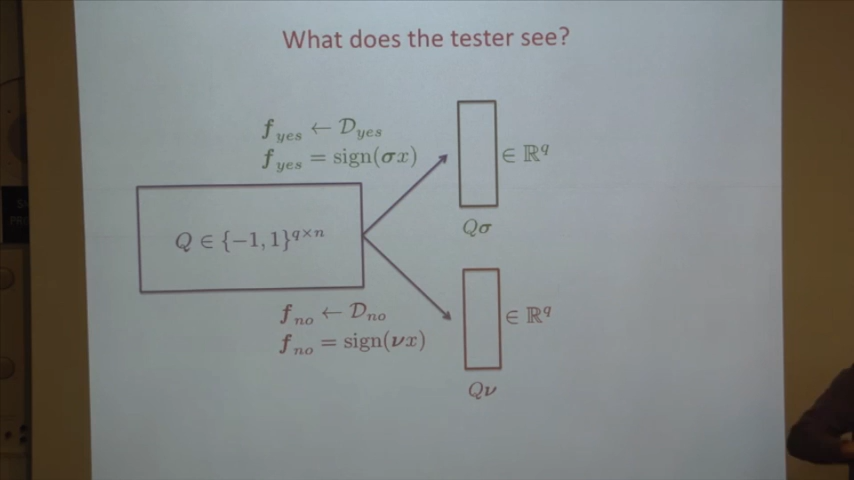 What does the tester see?
𝒇_yes ← 𝒟_yes
𝒇_yes = sign(𝝈x)
∈ ℝ^q
Q ∈ {−1, 1}^{q×n}
Q𝝈
𝒇_no ← 𝒟_no
𝒇_no = sign(𝝂x)
∈ ℝ^q
Q𝝂